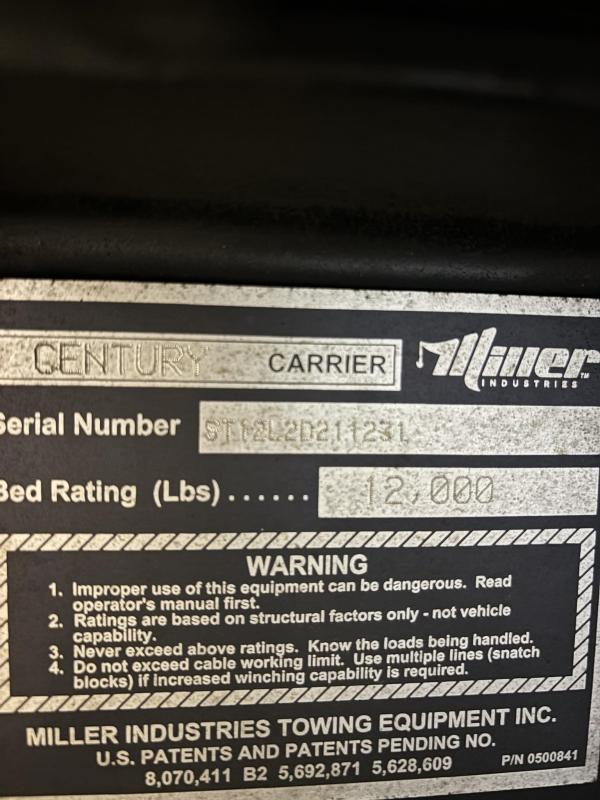 CENTURY CARRIER Miller INDUSTRIES ™
Serial Number ST12L2D211231
Bed Rating (Lbs) ...... 12,000
WARNING
1. Improper use of this equipment can be dangerous. Read
operator's manual first.
2. Ratings are based on structural factors only - not vehicle
capability.
3. Never exceed above ratings. Know the loads being handled.
4. Do not exceed cable working limit. Use multiple lines (snatch
blocks) if increased winching capability is required.
MILLER INDUSTRIES TOWING EQUIPMENT INC.
U.S. PATENTS AND PATENTS PENDING NO.
8,070,411 B2 5,692,871 5,628,609 P/N 0500841